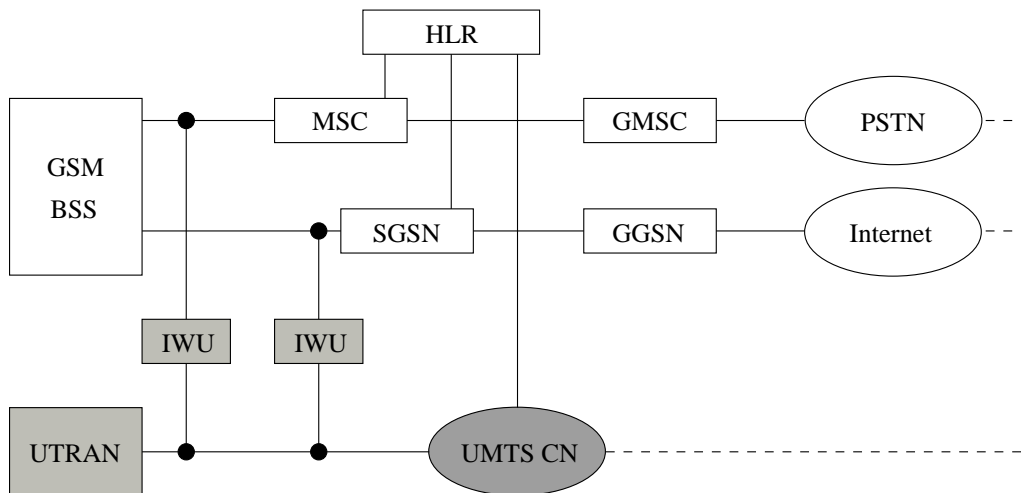 HLR
MSC
GMSC
PSTN
GSM
BSS
SGSN
GGSN
Internet
IWU
IWU
UTRAN
UMTS CN